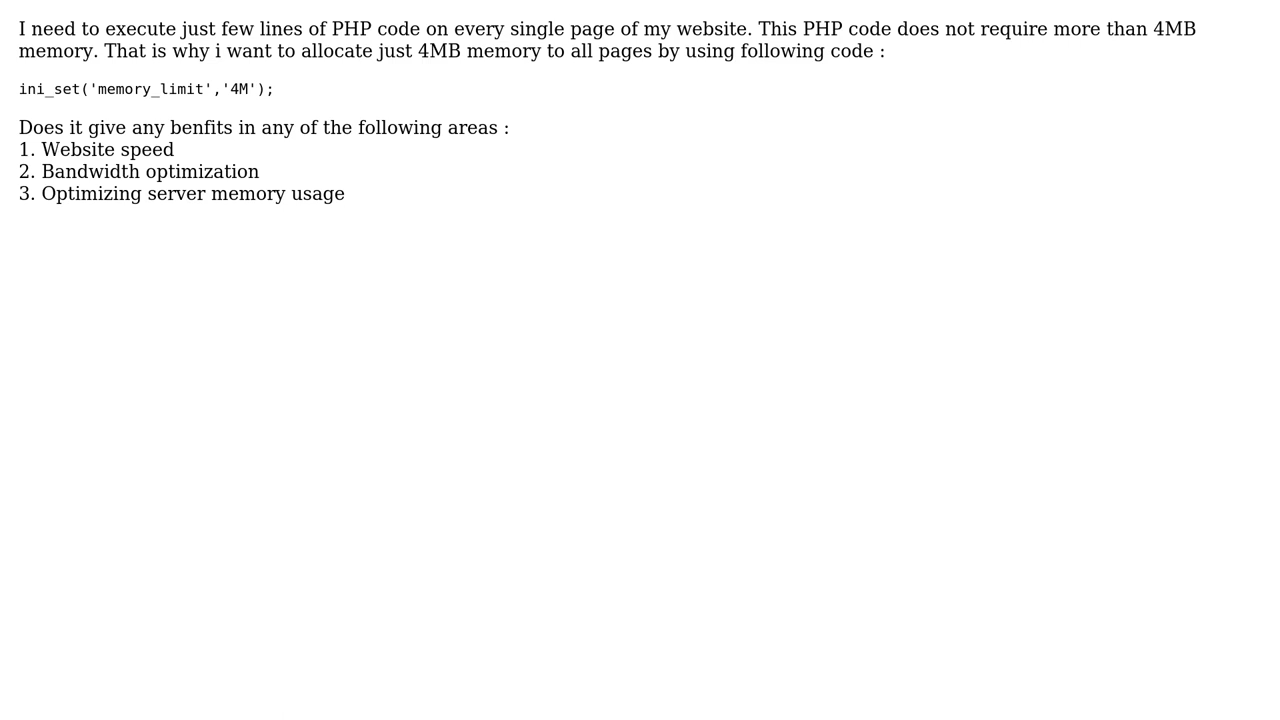 I need to execute just few lines of PHP code on every single page of my website. This PHP code does not require more than 4MB
memory. That is why i want to allocate just 4MB memory to all pages by using following code :
ini_set('memory_limit','4M');
Does it give any benfits in any of the following areas :
1. Website speed
2. Bandwidth optimization
3. Optimizing server memory usage